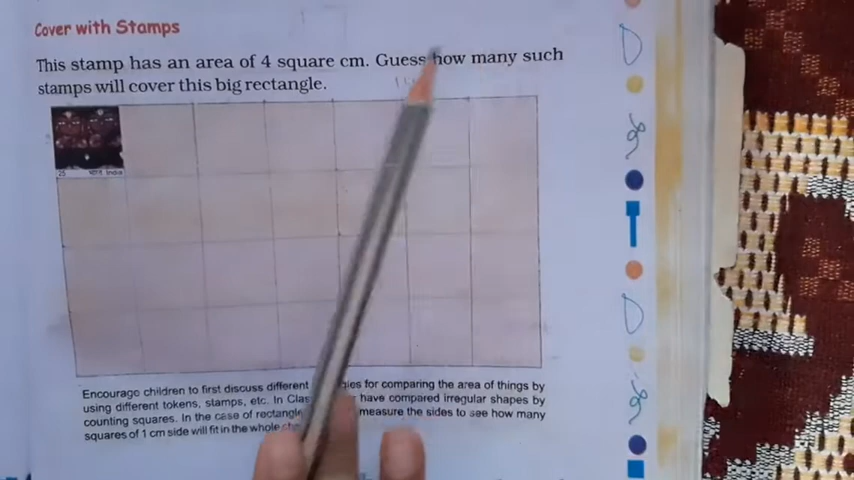 Cover with Stamps
This stamp has an area of 4 square cm. Guess how many such
stamps will cover this big rectangle.
25 भारत India
Encourage children to first discuss different for comparing the area of things by
using different tokens, stamps, etc. In Clas have compared irregular shapes by
counting squares. In the case of rectangle measure the sides to see how many
squares of 1 cm side will fit in the whole